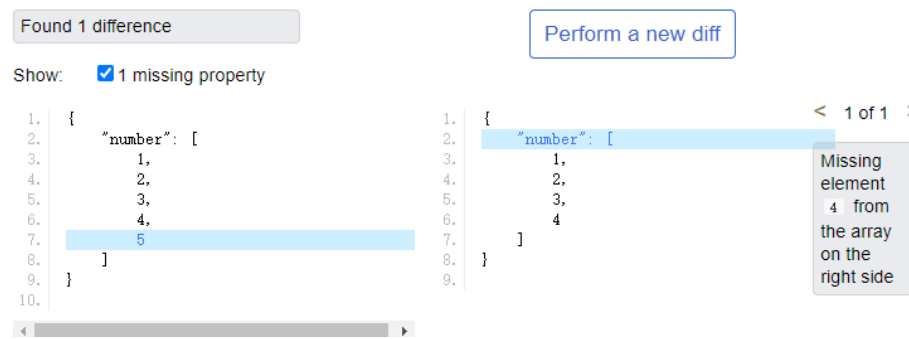 Found 1 difference
Perform a new diff
Show: 1 missing property
1. {
2. "number": [
3. 1,
4. 2,
5. 3,
6. 4,
7. 5
8. ]
9. }
10.
1. {
2. "number": [
3. 1,
4. 2,
5. 3,
6. 4
7. ]
8. }
9.
< 1 of 1
Missing
element
4 from
the array
on the
right side